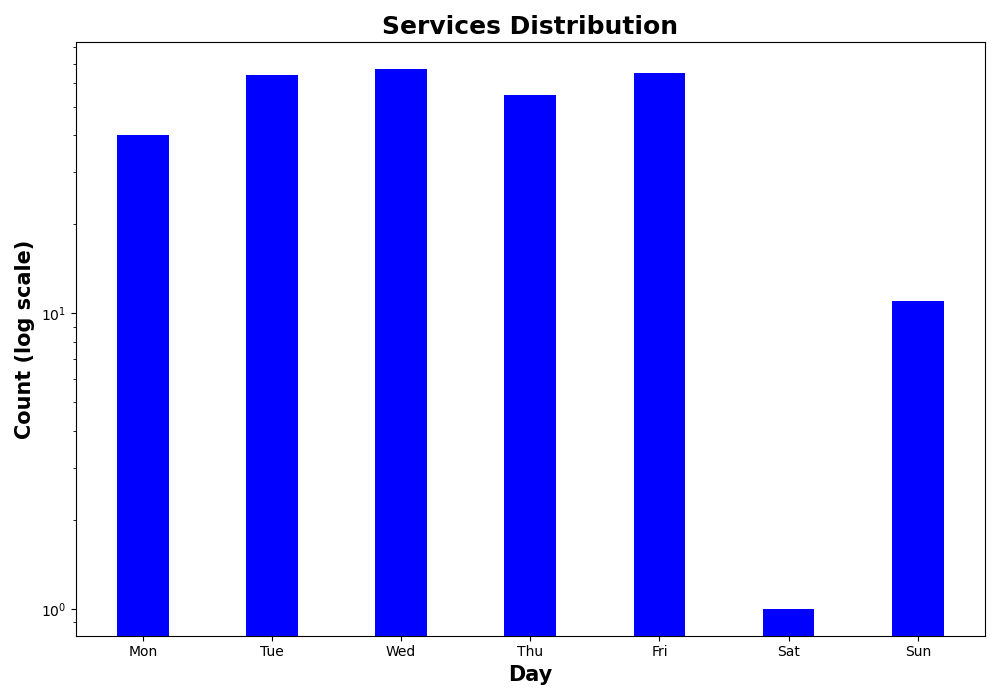 Services Distribution
Count (log scale)
10¹
10⁰
Mon Tue Wed Thu Fri Sat Sun
Day